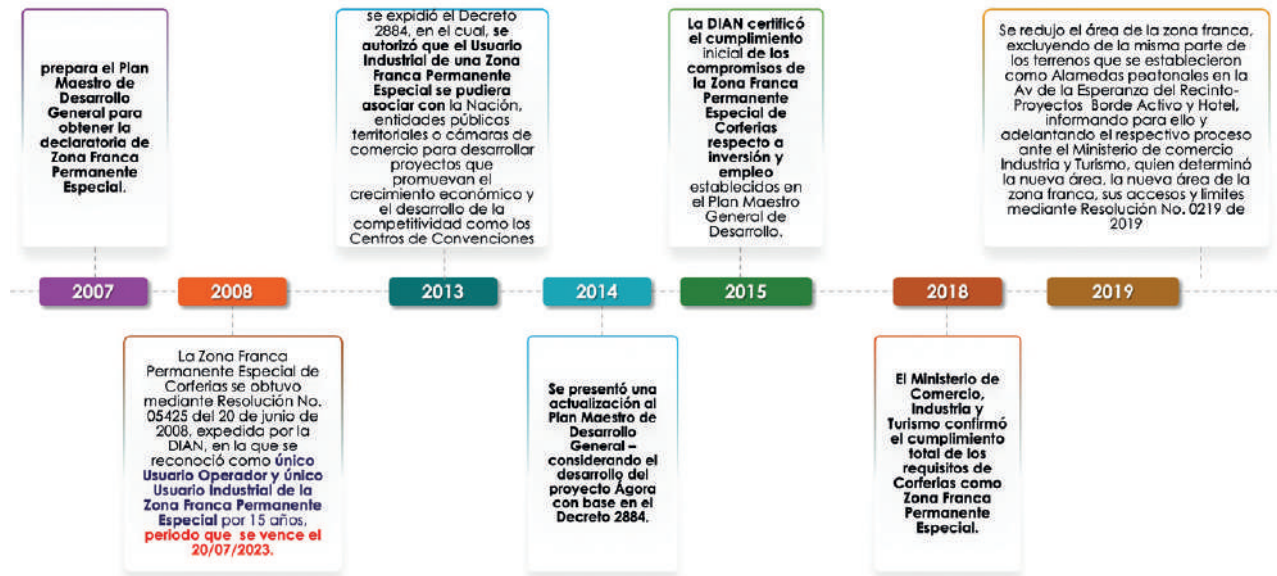 prepara el Plan
Maestro de
Desarrollo
General para
obtener la
declaratoria de
Zona Franca
Permanente
Especial.
se expidió el Decreto
2884, en el cual, se
autorizó que el Usuario
Industrial de una Zona
Franca Permanente
Especial se pudiera
asociar con la Nación,
entidades públicas
territoriales o cámaras de
comercio para desarrollar
proyectos que
promuevan el
crecimiento económico y
el desarrollo de la
competitividad como los
Centros de Convenciones
La DIAN certificó
el cumplimiento
inicial de los
compromisos de
la Zona Franca
Permanente
Especial de
Corferias
respecto a
inversión y
empleo
establecidos en
el Plan Maestro
General de
Desarrollo.
Se redujo el área de la zona franca,
excluyendo de la misma parte de
los terrenos que se establecieron
como Alamedas peatonales en la
Av de la Esperanza del Recinto-
Proyectos Borde Activo y Hotel,
informando para ello y
adelantando el respectivo proceso
ante el Ministerio de comercio
Industria y Turismo, quien determinó
la nueva área, la nueva área de la
zona franca, sus accesos y limites
mediante Resolución No. 0219 de
2019
2007
2008
2013
2014
2015
2018
2019
La Zona Franca
Permanente Especial de
Corferias se obtuvo
mediante Resolución No.
05425 del 20 de junio de
2008, expedida por la
DIAN, en la que se
reconoció como único
Usuario Operador y único
Usuario Industrial de la
Zona Franca Permanente
Especial por 15 años,
periodo que se vence el
20/07/2023.
Se presentó una
actualización al
Plan Maestro de
Desarrollo
General –
considerando el
desarrollo del
proyecto Ágora
con base en el
Decreto 2884.
El Ministerio de
Comercio,
Industria y
Turismo confirmó
el cumplimiento
total de los
requisitos de
Corferias como
Zona Franca
Permanente
Especial.